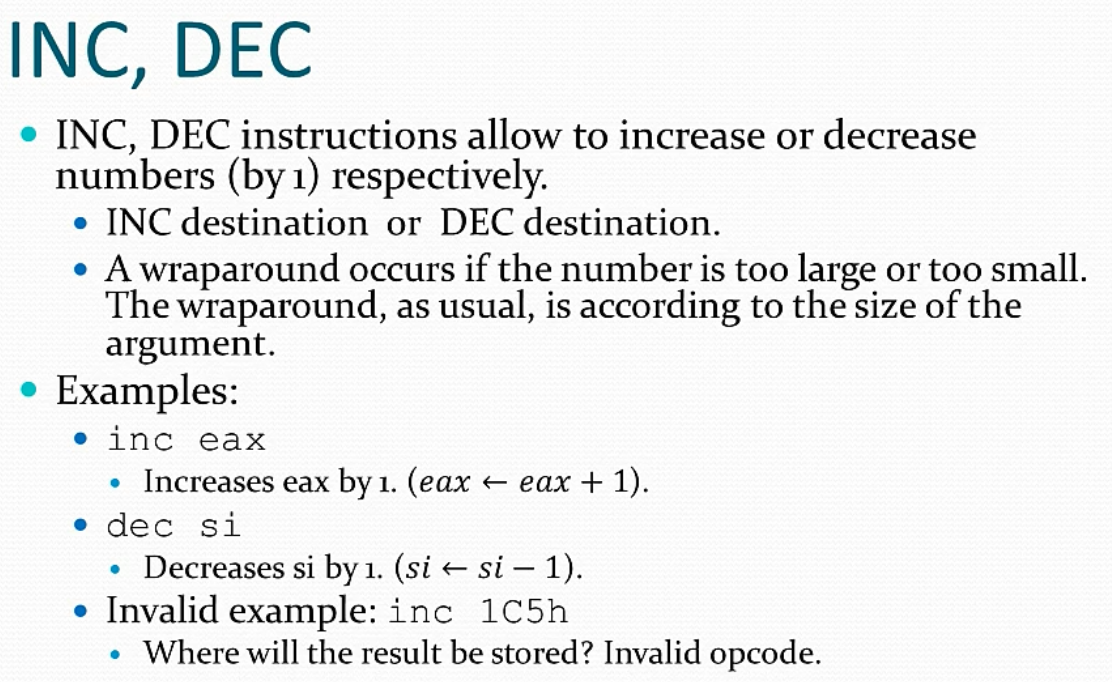 INC, DEC
INC, DEC instructions allow to increase or decrease
numbers (by 1) respectively.
INC destination or DEC destination.
A wraparound occurs if the number is too large or too small.
The wraparound, as usual, is according to the size of the
argument.
Examples:
inc eax
Increases eax by 1. (eax ← eax + 1).
dec si
Decreases si by 1. (si ← si − 1).
Invalid example: inc 1C5h
Where will the result be stored? Invalid opcode.